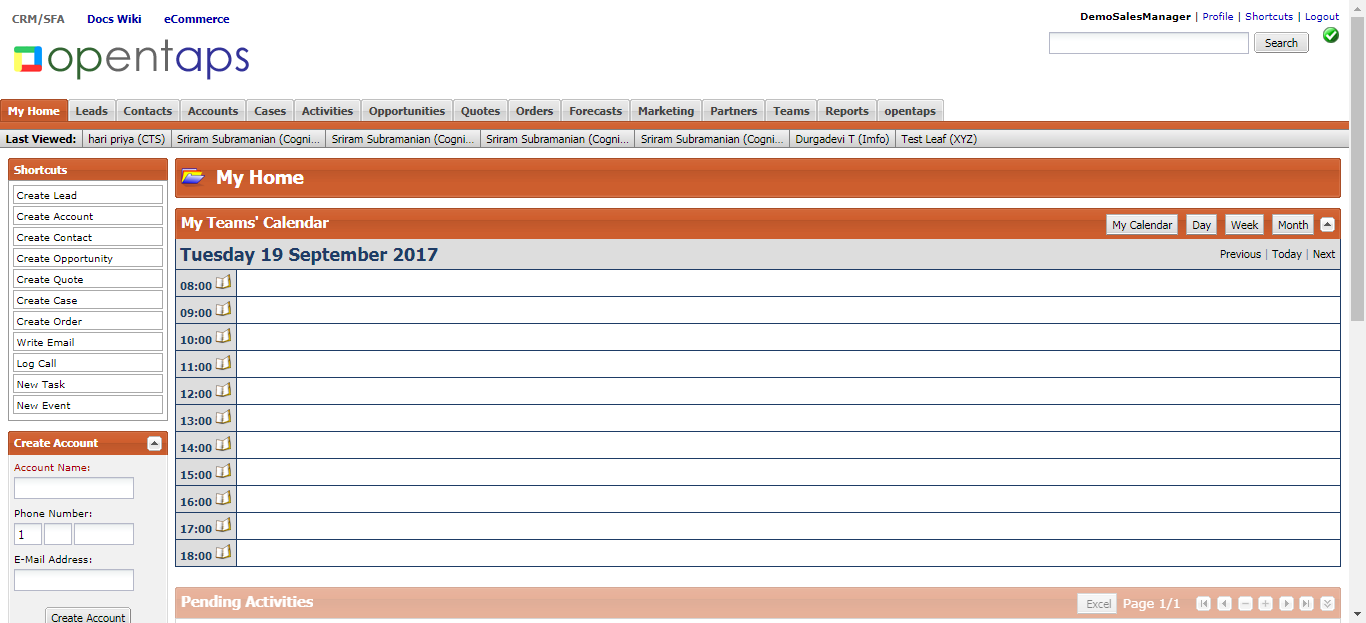 CRM/SFA Docs Wiki eCommerce
DemoSalesManager | Profile | Shortcuts | Logout
opentaps
Search
My Home Leads Contacts Accounts Cases Activities Opportunities Quotes Orders Forecasts Marketing Partners Teams Reports opentaps
Last Viewed: hari priya (CTS) Sriram Subramanian (Cogni... Sriram Subramanian (Cogni... Sriram Subramanian (Cogni... Sriram Subramanian (Cogni... Durgadevi T (Imfo) Test Leaf (XYZ)
Shortcuts
Create Lead
Create Account
Create Contact
Create Opportunity
Create Quote
Create Case
Create Order
Write Email
Log Call
New Task
New Event
Create Account
Account Name:
Phone Number:
1
E-Mail Address:
Create Account
My Home
My Teams' Calendar My Calendar Day Week Month
Tuesday 19 September 2017 Previous | Today | Next
08:00
09:00
10:00
11:00
12:00
13:00
14:00
15:00
16:00
17:00
18:00
Pending Activities Excel Page 1/1